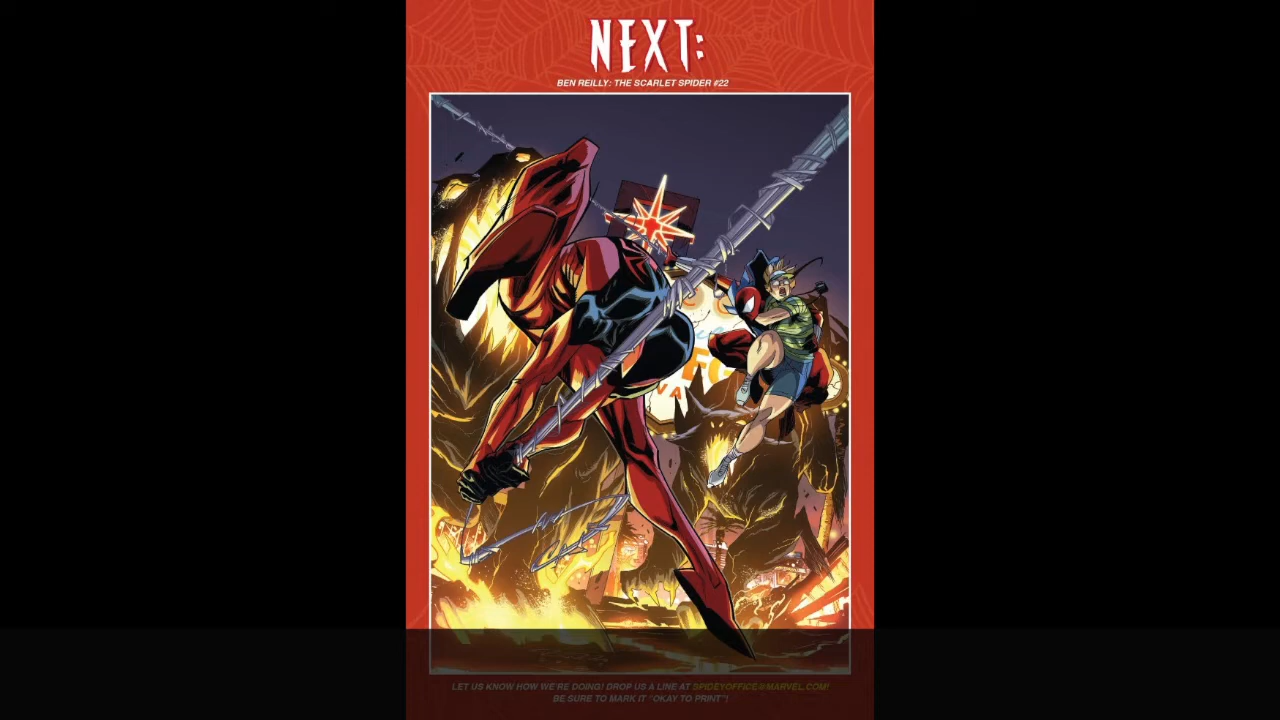 NEXT:
BEN REILLY: THE SCARLET SPIDER #22
LET US KNOW HOW WE'RE DOING! DROP US A LINE AT SPIDEYOFFICE@MARVEL.COM!
BE SURE TO MARK IT "OKAY TO PRINT"!